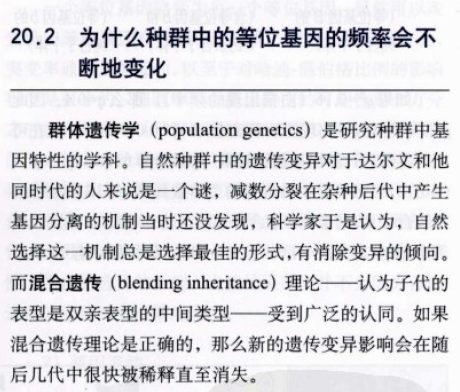 20.2 为什么种群中的等位基因的频率会不
断地变化
群体遗传学（population genetics）是研究种群中基
因特性的学科。自然种群中的遗传变异对于达尔文和他
同时代的人来说是一个谜，减数分裂在杂种后代中产生
基因分离的机制当时还没发现，科学家于是认为，自然
选择这一机制总是选择最佳的形式，有消除变异的倾向。
而混合遗传（blending inheritance）理论——认为子代的
表型是双亲表型的中间类型——受到广泛的认同。如果
混合遗传理论是正确的，那么新的遗传变异影响会在随
后几代中很快被稀释直至消失。